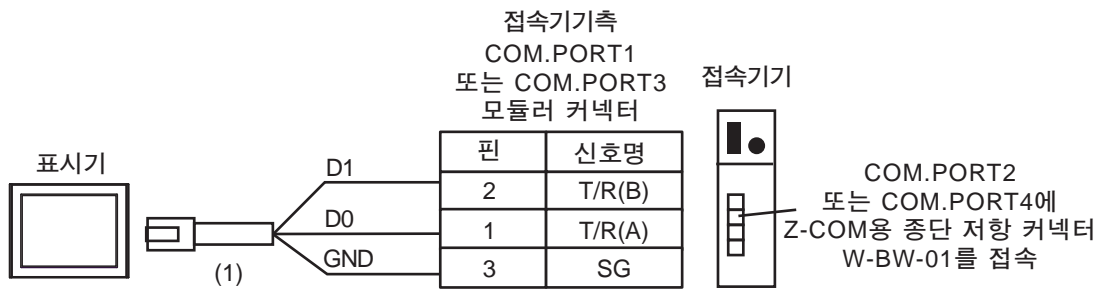 접속기기측
COM.PORT1
또는 COM.PORT3
모듈러 커넥터
접속기기
표시기
핀 신호명
D1 2 T/R(B)
D0 1 T/R(A)
GND 3 SG
(1)
COM.PORT2
또는 COM.PORT4에
Z-COM용 종단 저항 커넥터
W-BW-01를 접속